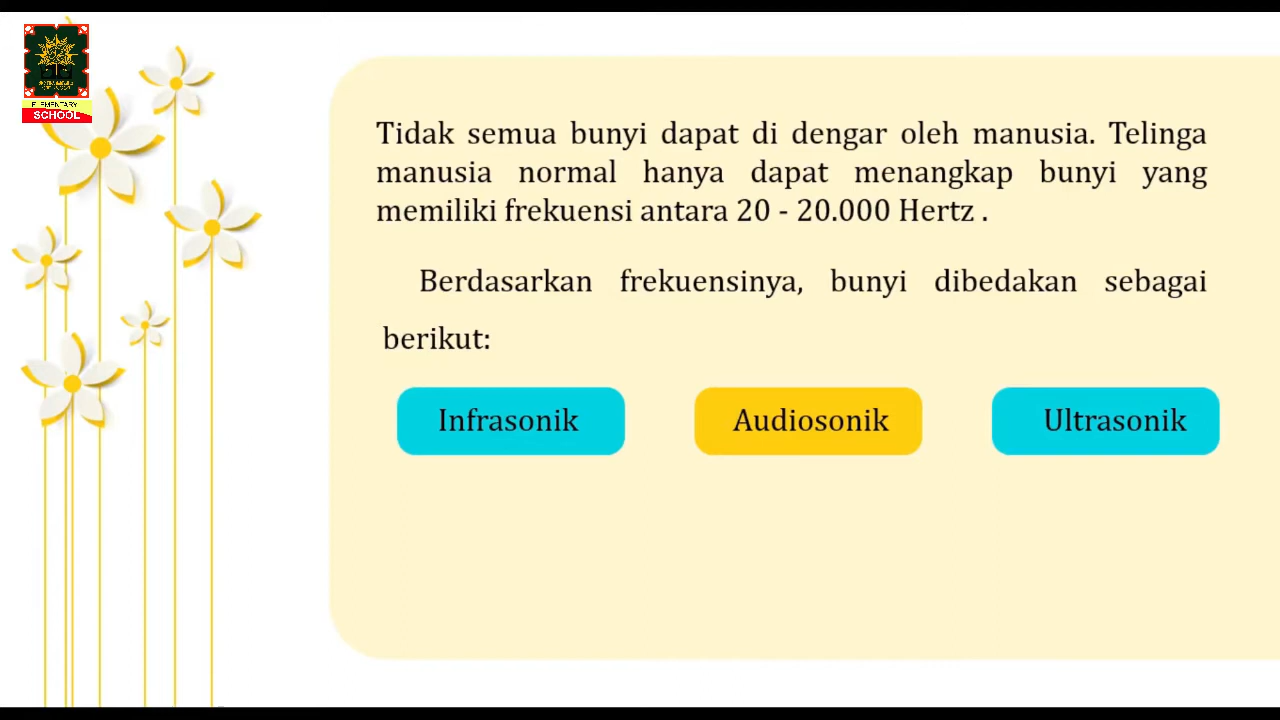 ELEMENTARY
SCHOOL
Tidak semua bunyi dapat di dengar oleh manusia. Telinga
manusia normal hanya dapat menangkap bunyi yang
memiliki frekuensi antara 20 - 20.000 Hertz .
Berdasarkan frekuensinya, bunyi dibedakan sebagai
berikut:
Infrasonik
Audiosonik
Ultrasonik